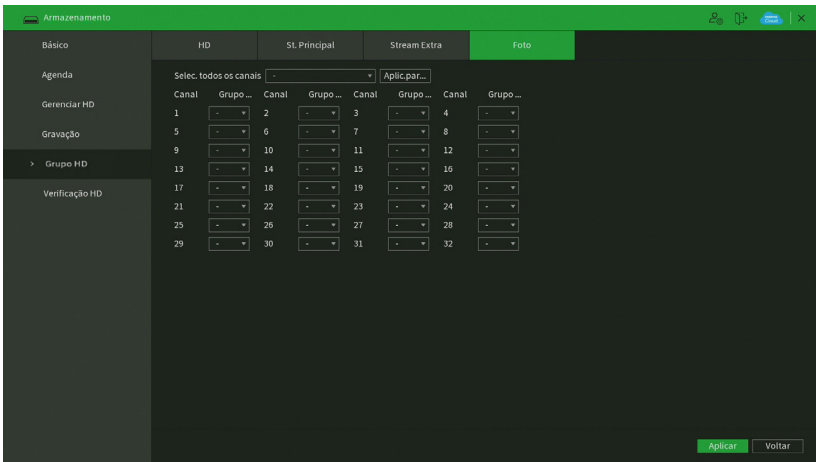 Armazenamento
Básico
HD St. Principal Stream Extra Foto
Agenda
Selec. todos os canais - Aplic.par...
Canal Grupo ... Canal Grupo ... Canal Grupo ... Canal Grupo ...
Gerenciar HD
1 - 2 - 3 - 4 -
Gravação
5 - 6 - 7 - 8 -
9 - 10 - 11 - 12 -
> Grupo HD
13 - 14 - 15 - 16 -
17 - 18 - 19 - 20 -
Verificação HD
21 - 22 - 23 - 24 -
25 - 26 - 27 - 28 -
29 - 30 - 31 - 32 -
Aplicar Voltar